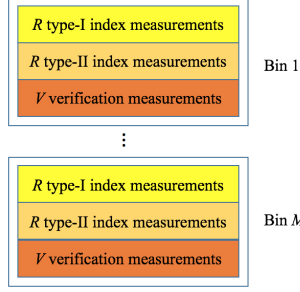 R type-I index measurements
R type-II index measurements
Bin 1
V verification measurements
⋮
R type-I index measurements
R type-II index measurements
Bin M
V verification measurements